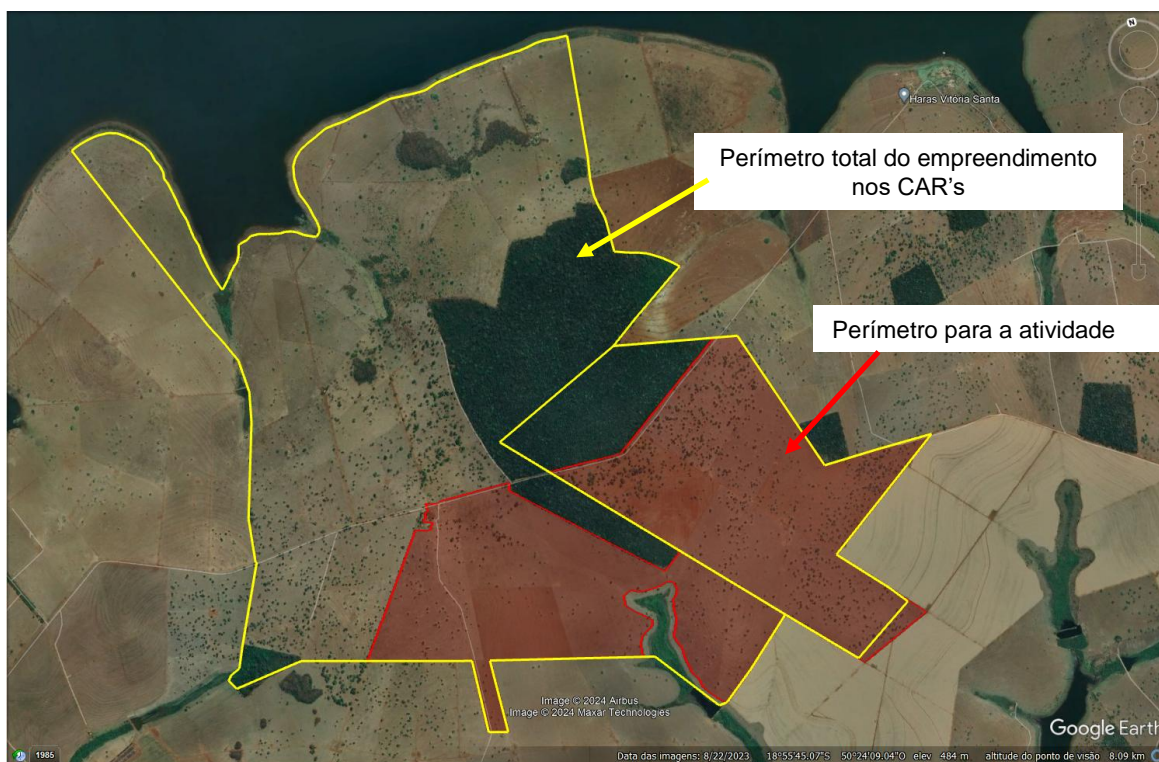 N
Haras Vitória Santa
Perímetro total do empreendimento
nos CAR's
Perímetro para a atividade
Image © 2024 Airbus
Image © 2024 Maxar Technologies
Google Earth
1985
Data das imagens: 8/22/2023 18°55'45.07"S 50°24'09.04"O elev 484 m altitude do ponto de visão 8.09 km